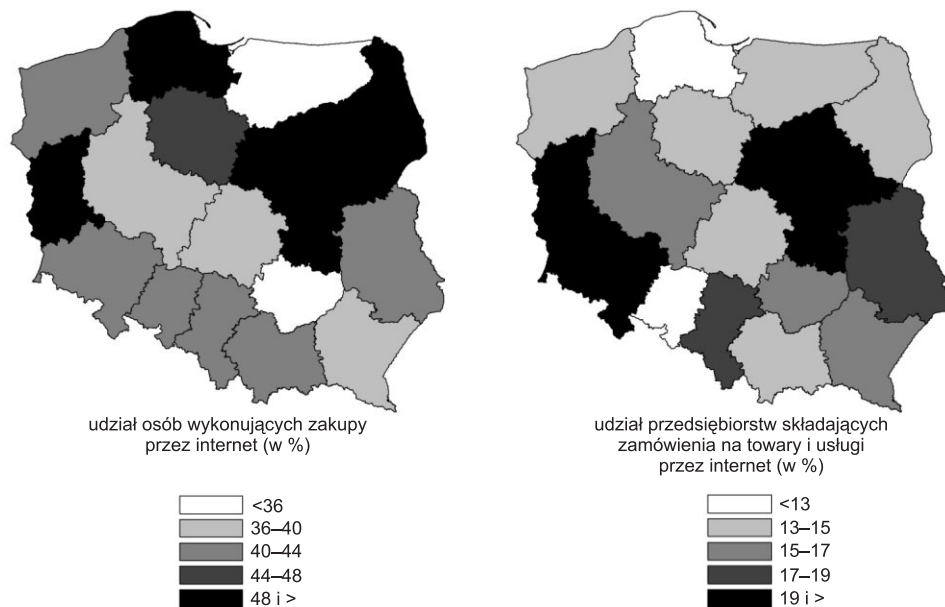 udział osób wykonujących zakupy
przez internet (w %)
<36
36–40
40–44
44–48
48 i >
udział przedsiębiorstw składających
zamówienia na towary i usługi
przez internet (w %)
<13
13–15
15–17
17–19
19 i >